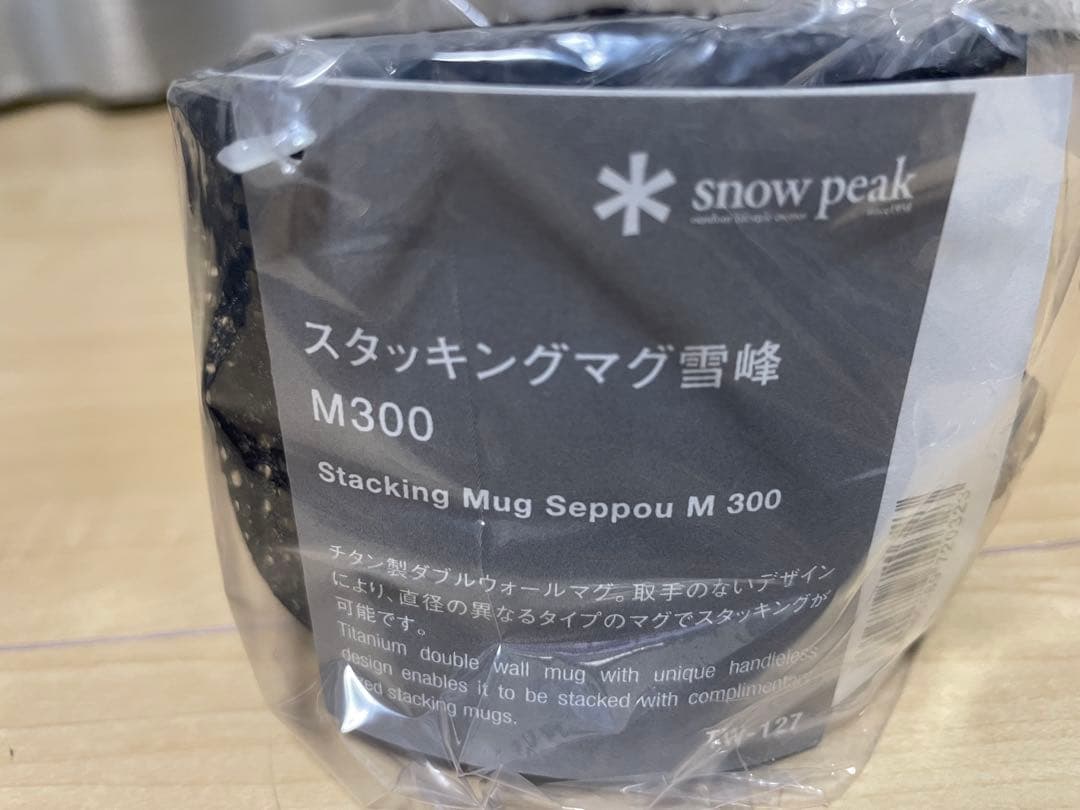 snow peak
スタッキングマグ雪峰
M300
Stacking Mug Seppou M 300
チタン製ダブルウォールマグ。取手のないデザイン
により、直径の異なるタイプのマグでスタッキングが
可能です。
Titanium double wall mug with unique handleless
design enables it to be stacked with complimentary
stacking mugs.
TW-127